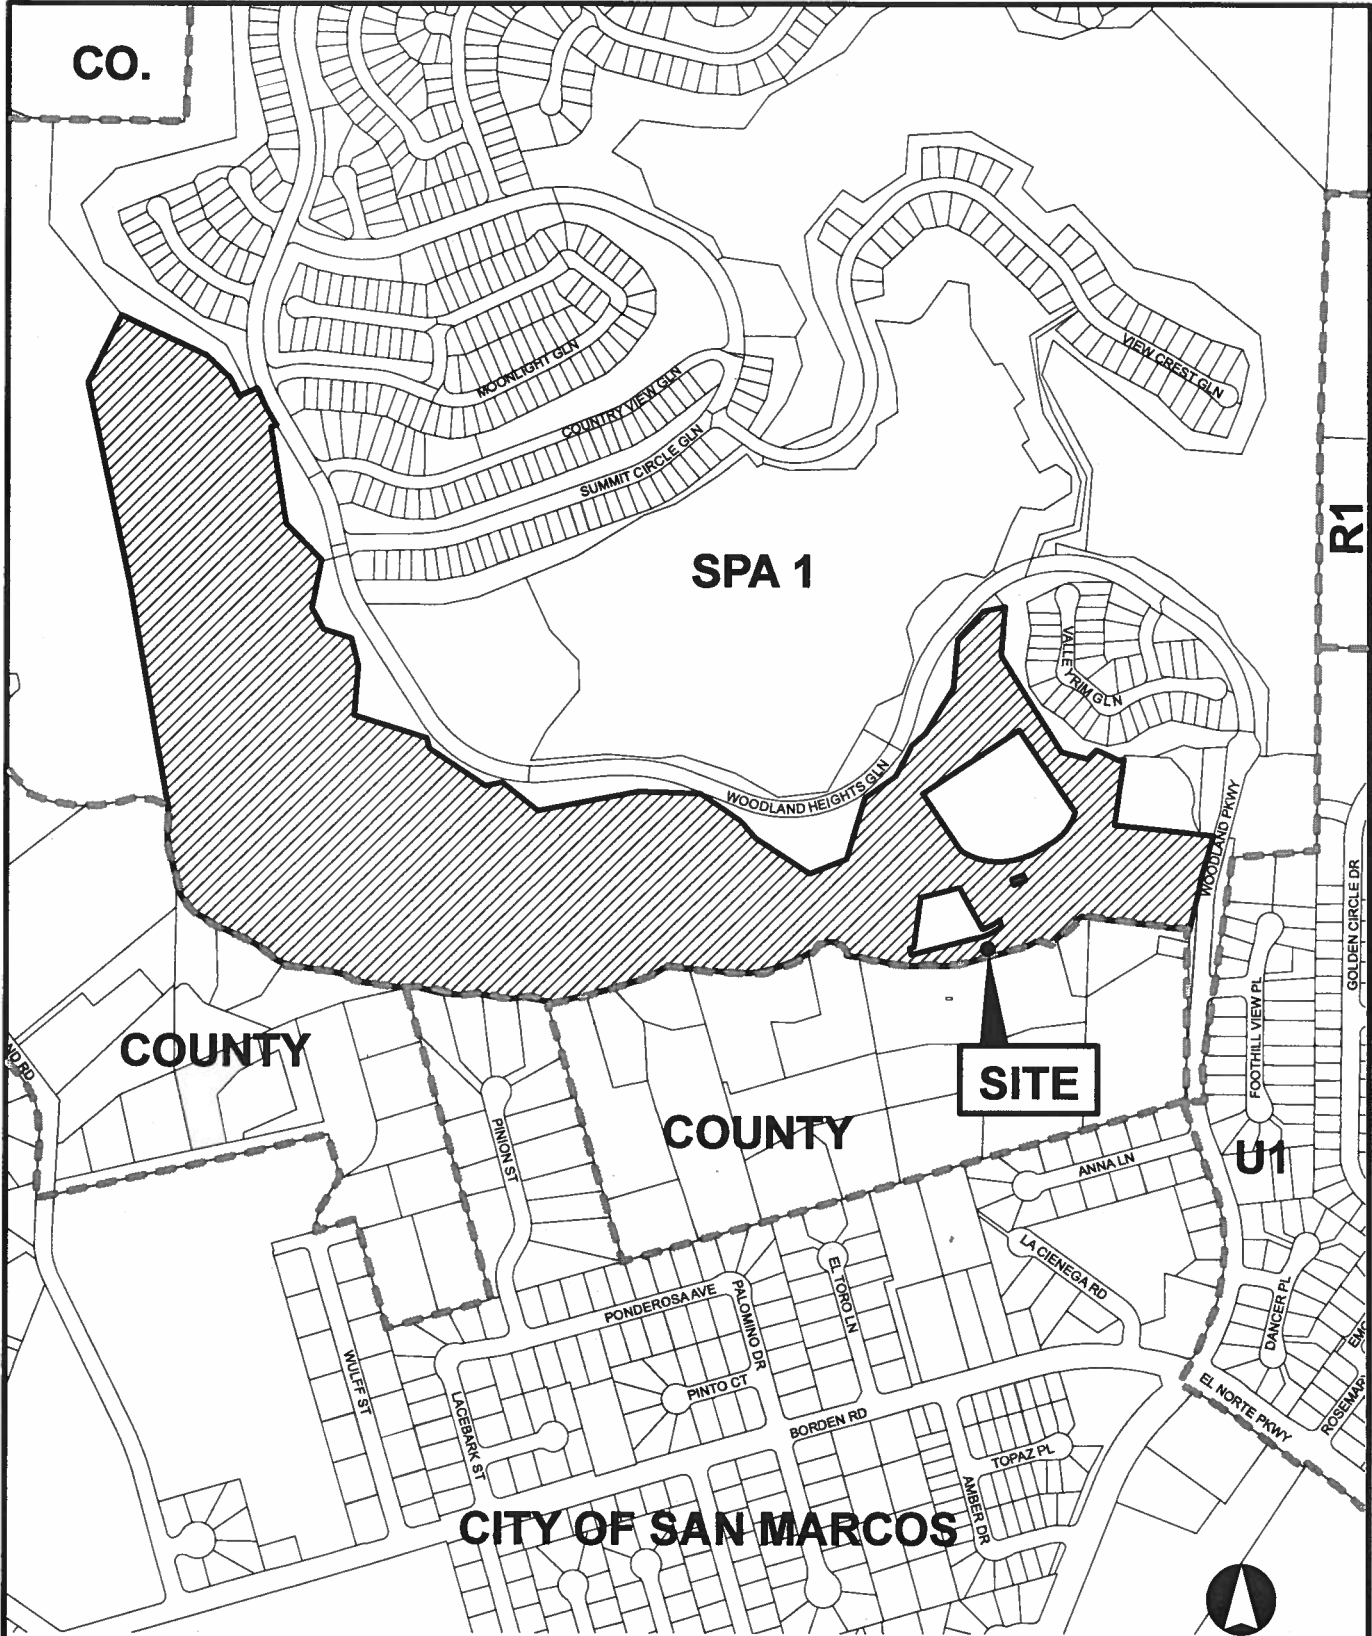 CO.
MOONLIGHT GLN
COUNTRY VIEW GLN
SUMMIT CIRCLE GLN
VIEW CREST GLN
R1
SPA 1
VALLEY RIM GLN
WOODLAND HEIGHTS GLN
WOODLAND PKWY
GOLDEN CIRCLE DR
FOOTHILL VIEW PL
COUNTY
ND RD
SITE
COUNTY
PINION ST
ANNA LN
U1
LA CIENEGA RD
EL TORO LN
PONDEROSA AVE
PALOMINO DR
DANCER PL
WULFF ST
PINTO CT
LACEBARK ST
BORDEN RD
EL NORTE PKWY
ROSEMAR
TOPAZ PL
AMBER DR
CITY OF SAN MARCOS